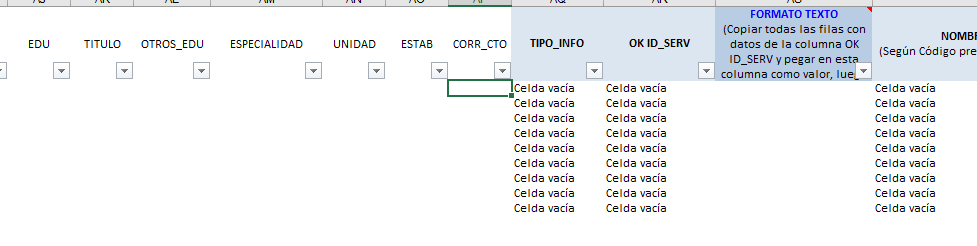 EDU TITULO OTROS_EDU ESPECIALIDAD UNIDAD ESTAB CORR_CTO TIPO_INFO OK ID_SERV
FORMATO TEXTO
(Copiar todas las filas con
datos de la columna OK
ID_SERV y pegar en esta
columna como valor, lueg
NOMBR
(Según Código pre
Celda vacía Celda vacía Celda vacía
Celda vacía Celda vacía Celda vacía
Celda vacía Celda vacía Celda vacía
Celda vacía Celda vacía Celda vacía
Celda vacía Celda vacía Celda vacía
Celda vacía Celda vacía Celda vacía
Celda vacía Celda vacía Celda vacía
Celda vacía Celda vacía Celda vacía
Celda vacía Celda vacía Celda vacía